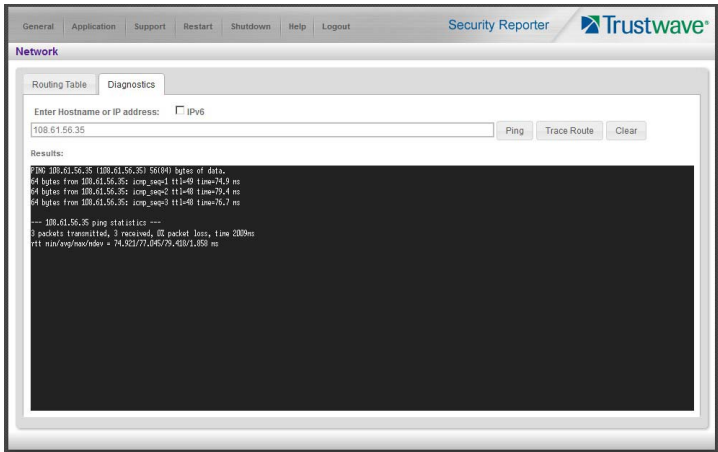 General Application Support Restart Shutdown Help Logout Security Reporter Trustwave®
Network
Routing Table Diagnostics
Enter Hostname or IP address: IPv6
108.61.56.35 Ping Trace Route Clear
Results:
PING 108.61.56.35 (108.61.56.35) 56(84) bytes of data.
64 bytes from 108.61.56.35: icmp_seq=1 ttl=49 time=74.9 ms
64 bytes from 108.61.56.35: icmp_seq=2 ttl=48 time=79.4 ms
64 bytes from 108.61.56.35: icmp_seq=3 ttl=48 time=76.7 ms
--- 108.61.56.35 ping statistics ---
3 packets transmitted, 3 received, 0% packet loss, time 2009ms
rtt min/avg/max/mdev = 74.921/77.045/79.418/1.858 ms